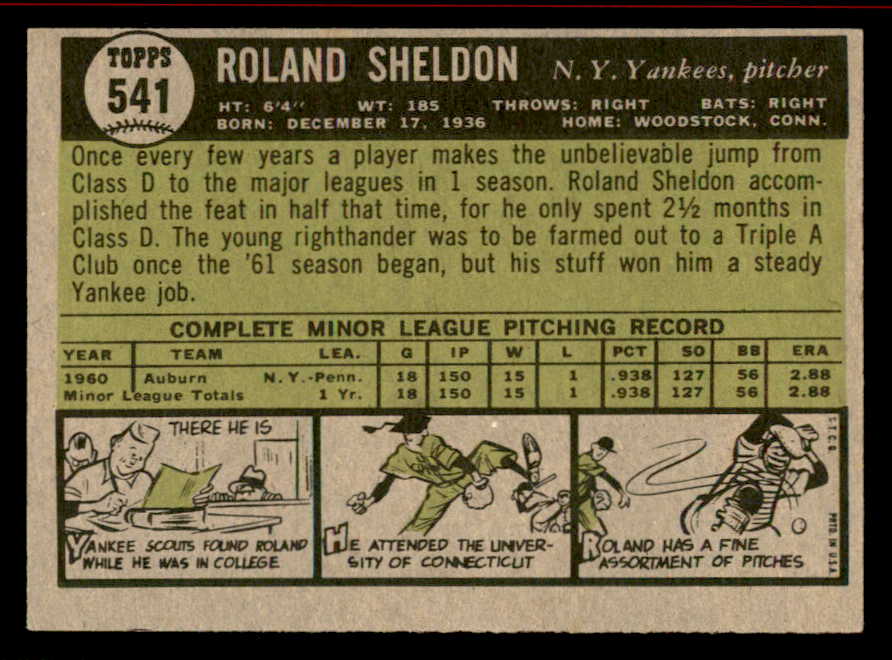 TOPPS
541
ROLAND SHELDON N. Y. Yankees, pitcher
HT: 6'4" WT: 185 THROWS: RIGHT BATS: RIGHT
BORN: DECEMBER 17, 1936 HOME: WOODSTOCK, CONN.
Once every few years a player makes the unbelievable jump from
Class D to the major leagues in 1 season. Roland Sheldon accom-
plished the feat in half that time, for he only spent 2½ months in
Class D. The young righthander was to be farmed out to a Triple A
Club once the '61 season began, but his stuff won him a steady
Yankee job.
COMPLETE MINOR LEAGUE PITCHING RECORD
YEAR TEAM LEA. G IP W L PCT SO BB ERA
1960 Auburn N.Y.-Penn. 18 150 15 1 .938 127 56 2.88
Minor League Totals 1 Yr. 18 150 15 1 .938 127 56 2.88
THERE HE IS
YANKEE SCOUTS FOUND ROLAND
WHILE HE WAS IN COLLEGE
HE ATTENDED THE UNIVER-
SITY OF CONNECTICUT
ROLAND HAS A FINE
ASSORTMENT OF PITCHES
©T.C.G. PRTD. IN U.S.A.